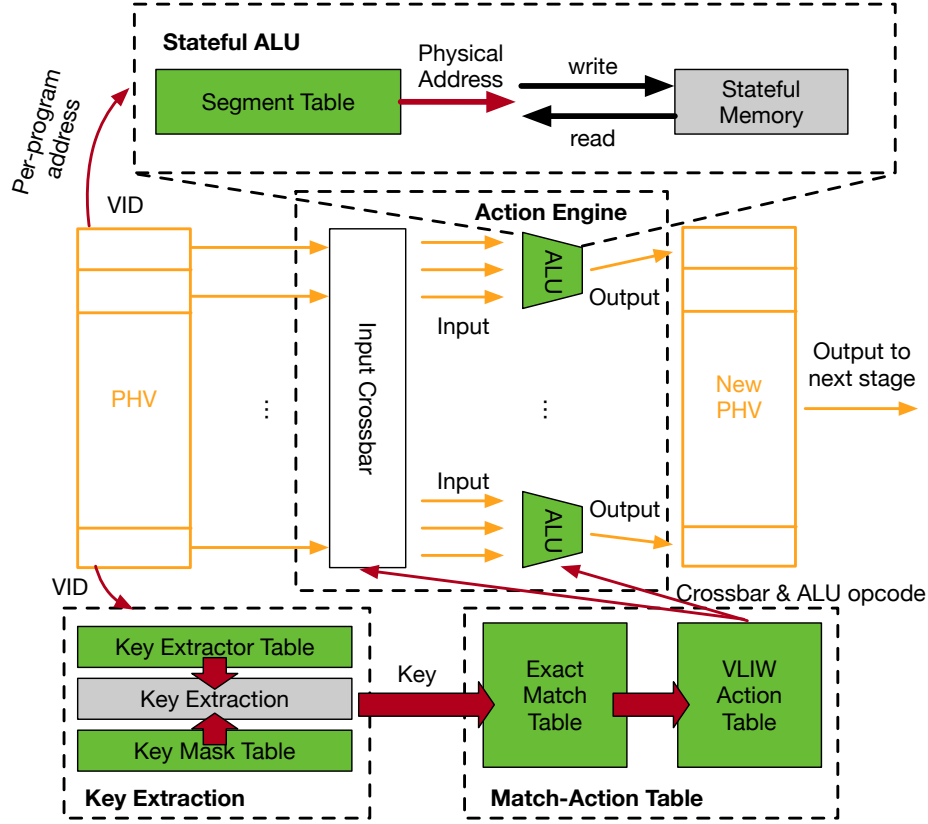 Stateful ALU
Segment Table
Physical
Address
write
read
Stateful
Memory
Per-program
address
VID
Action Engine
PHV
...
Input Crossbar
Input
ALU
Output
...
Input
ALU
Output
New
PHV
Output to
next stage
VID
Crossbar & ALU opcode
Key Extractor Table
Key Extraction
Key Mask Table
Key Extraction
Key
Exact
Match
Table
VLIW
Action
Table
Match-Action Table